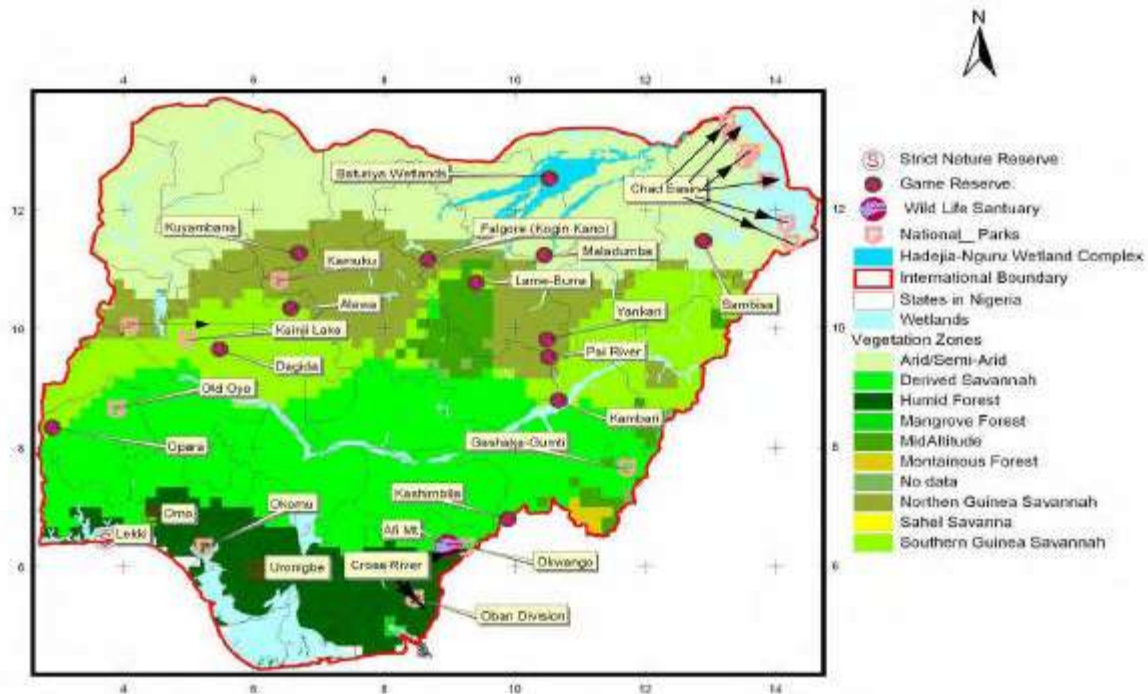 N
4 6 8 10 12 14
Baturiya Wetlands
Chad Basin
12 12
Kuyambana
Falgore (Kogin Kano)
Kamuku
Maladumba
Lame-Burra
Alawa
Yankari
Sambisa
10 10
Kainji Lake
Pai River
Dagida
Old Oyo
Kambari
8 8
Opara
Gashaka-Gumti
Kashimbila
Omo
Okomu
Lekki
Afi Mt.
6 6
Uronigbe
Cross-River
Okwango
Oban Division
4 6 8 10 12 14
S Strict Nature Reserve
Game Reserve
Wild Life Santuary
National_ Parks
Hadejia-Nguru Wetland Complex
International Boundary
States in Nigeria
Wetlands
Vegetation Zones
Arid/Semi-Arid
Derived Savannah
Humid Forest
Mangrove Forest
MidAltitude
Montainous Forest
No data
Northen Guinea Savannah
Sahel Savanna
Southern Guinea Savannah